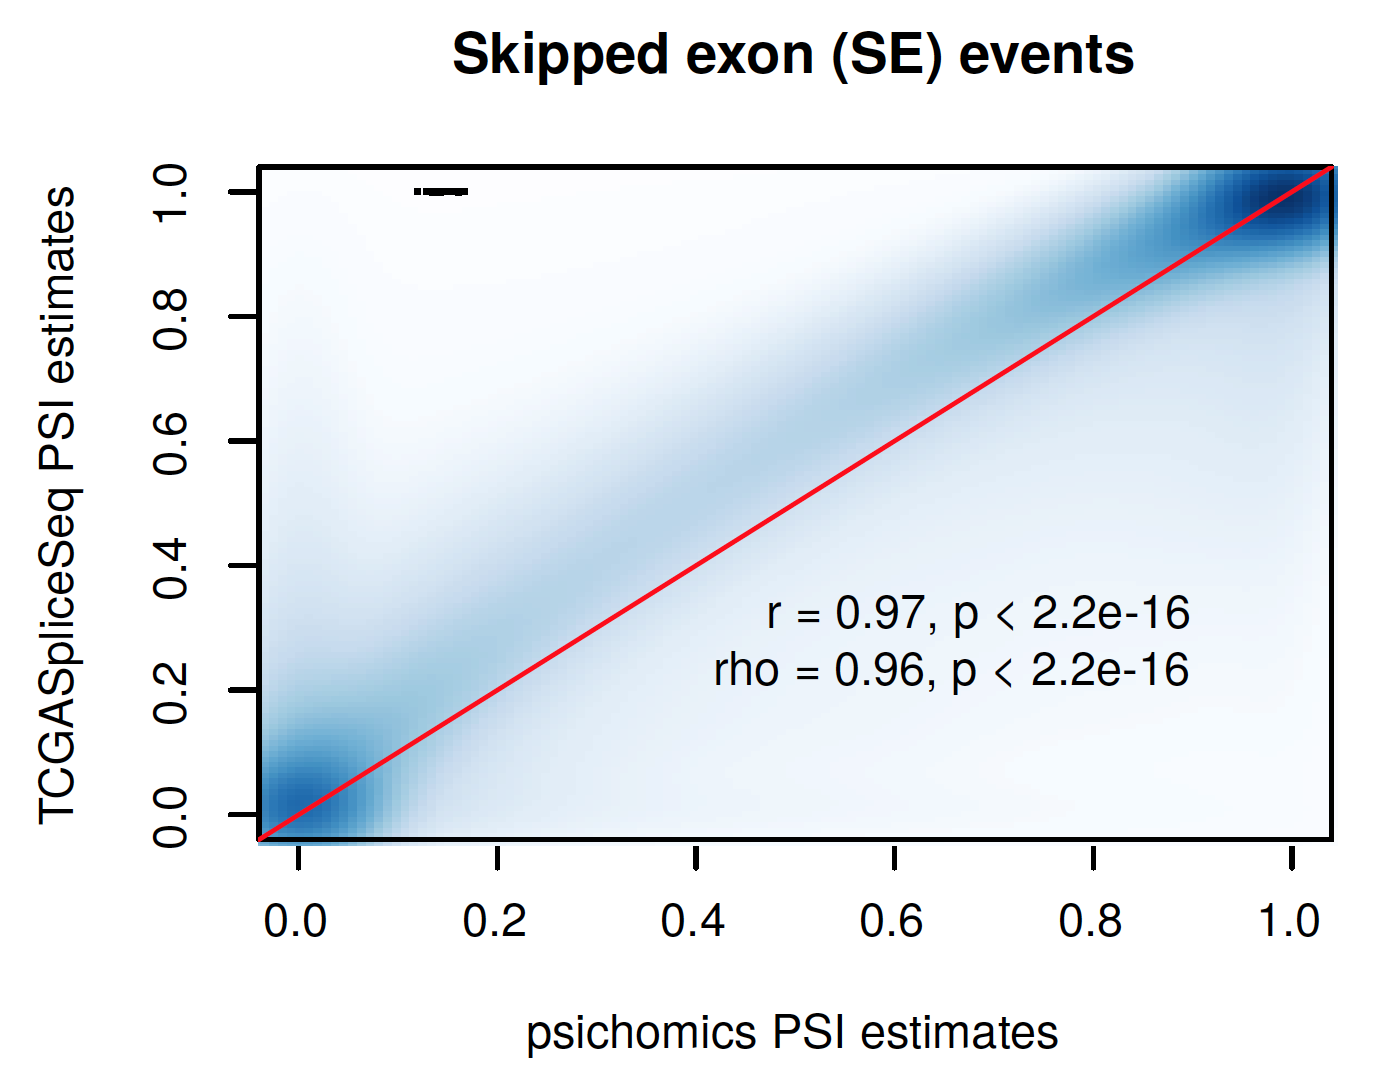 Skipped exon (SE) events
TCGASpliceSeq PSI estimates
1.0
0.8
0.6
0.4
0.2
0.0
r = 0.97, p < 2.2e-16
rho = 0.96, p < 2.2e-16
0.0 0.2 0.4 0.6 0.8 1.0
psichomics PSI estimates